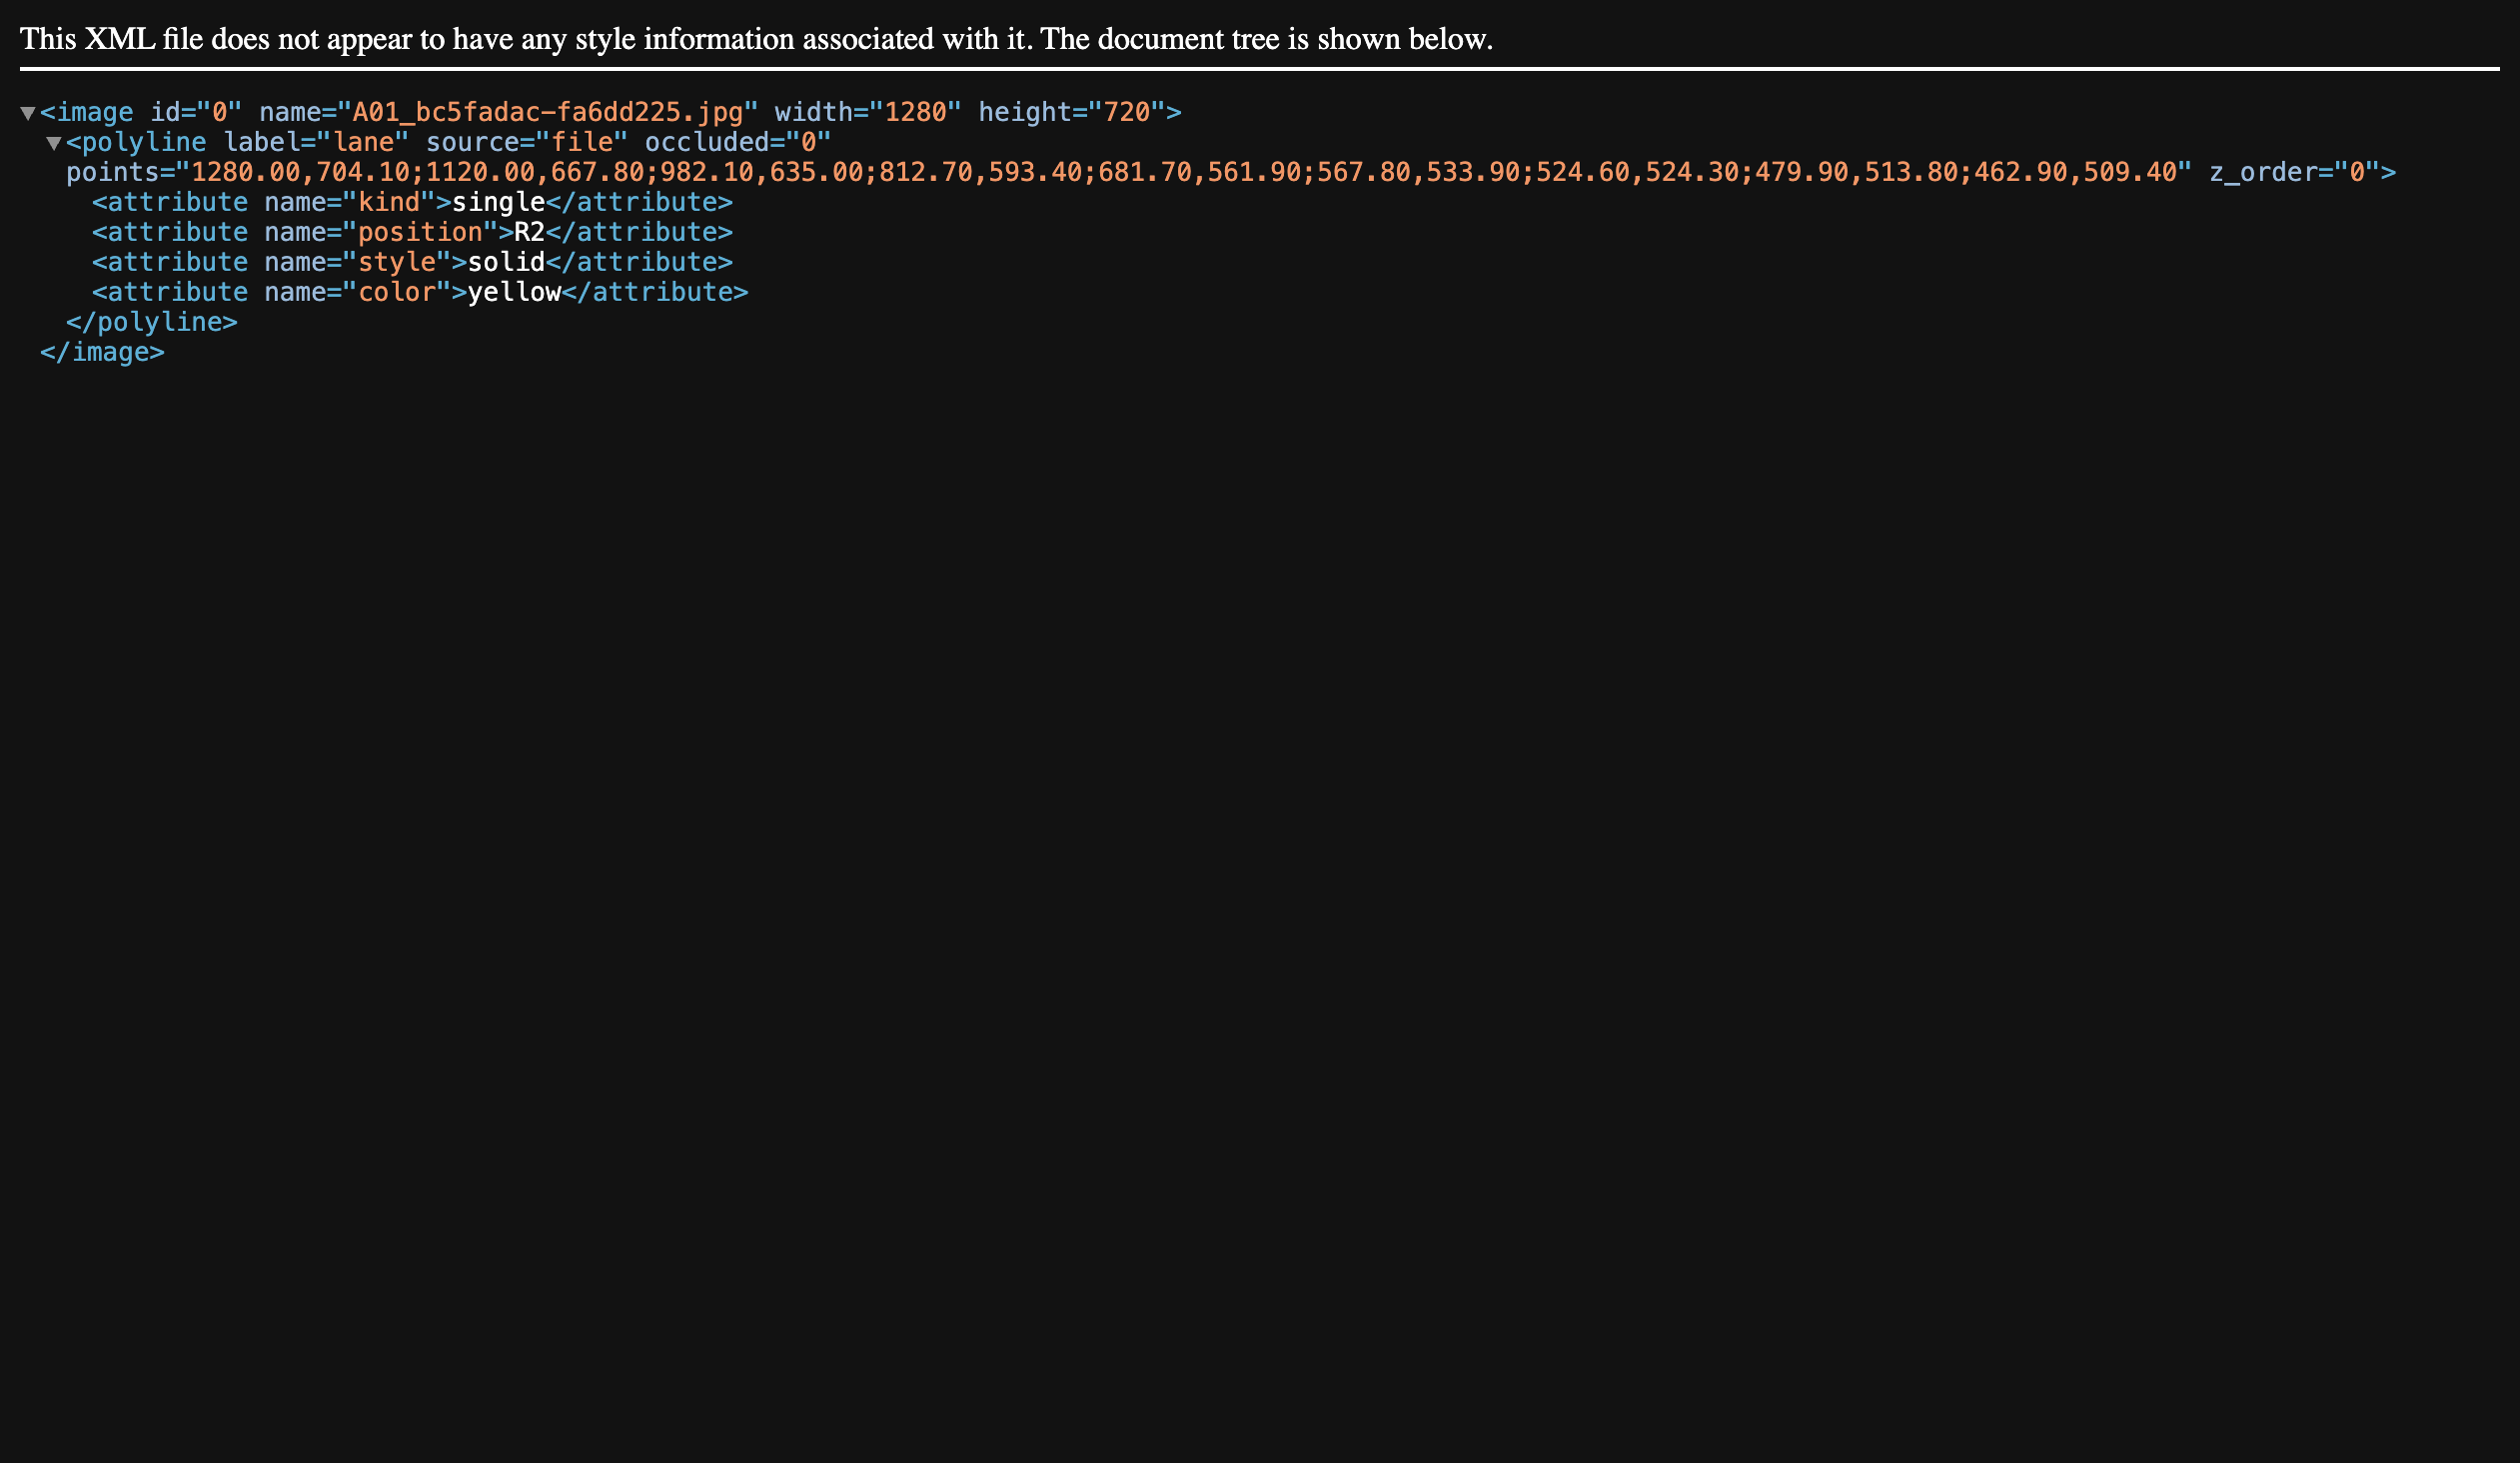 This XML file does not appear to have any style information associated with it. The document tree is shown below.
<image id="0" name="A01_bc5fadac-fa6dd225.jpg" width="1280" height="720">
<polyline label="lane" source="file" occluded="0"
points="1280.00,704.10;1120.00,667.80;982.10,635.00;812.70,593.40;681.70,561.90;567.80,533.90;524.60,524.30;479.90,513.80;462.90,509.40" z_order="0">
<attribute name="kind">single</attribute>
<attribute name="position">R2</attribute>
<attribute name="style">solid</attribute>
<attribute name="color">yellow</attribute>
</polyline>
</image>